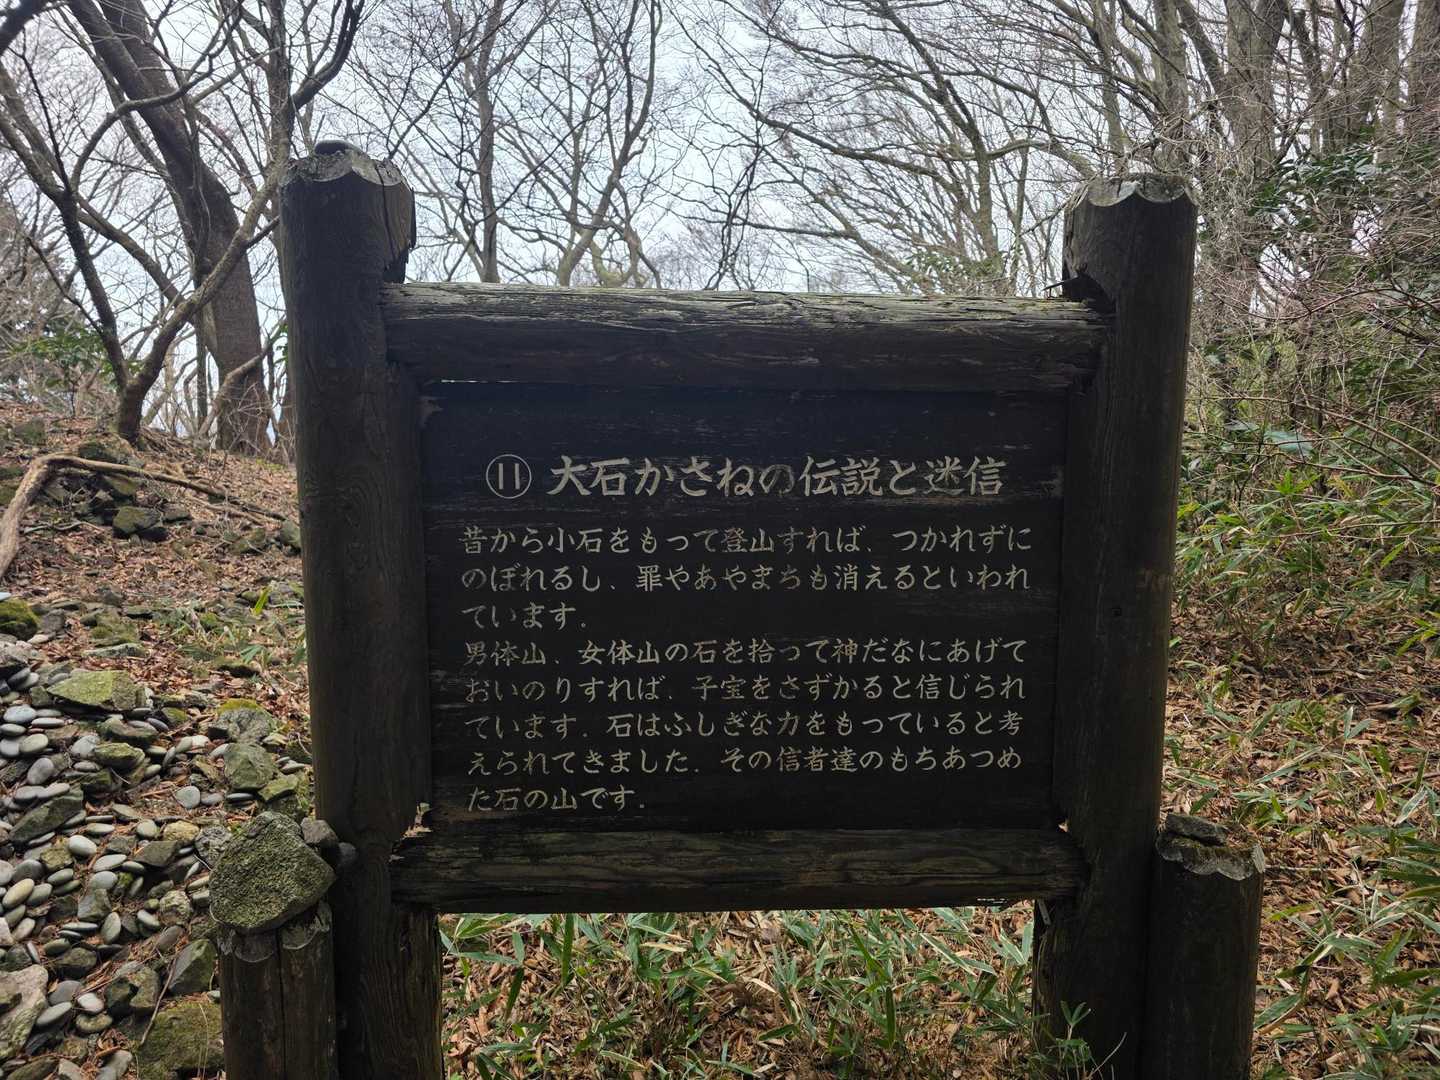 ⑪ 大石かさねの伝説と迷信
昔から小石をもって登山すれば、つかれずに
のぼれるし、罪やあやまちも消えるといわれ
ています。
男体山、女体山の石を拾って神だなにあげて
おいのりすれば、子宝をさずかると信じられ
ています。石はふしぎな力をもっていると考
えられてきました。その信者達のもちあつめ
た石の山です。